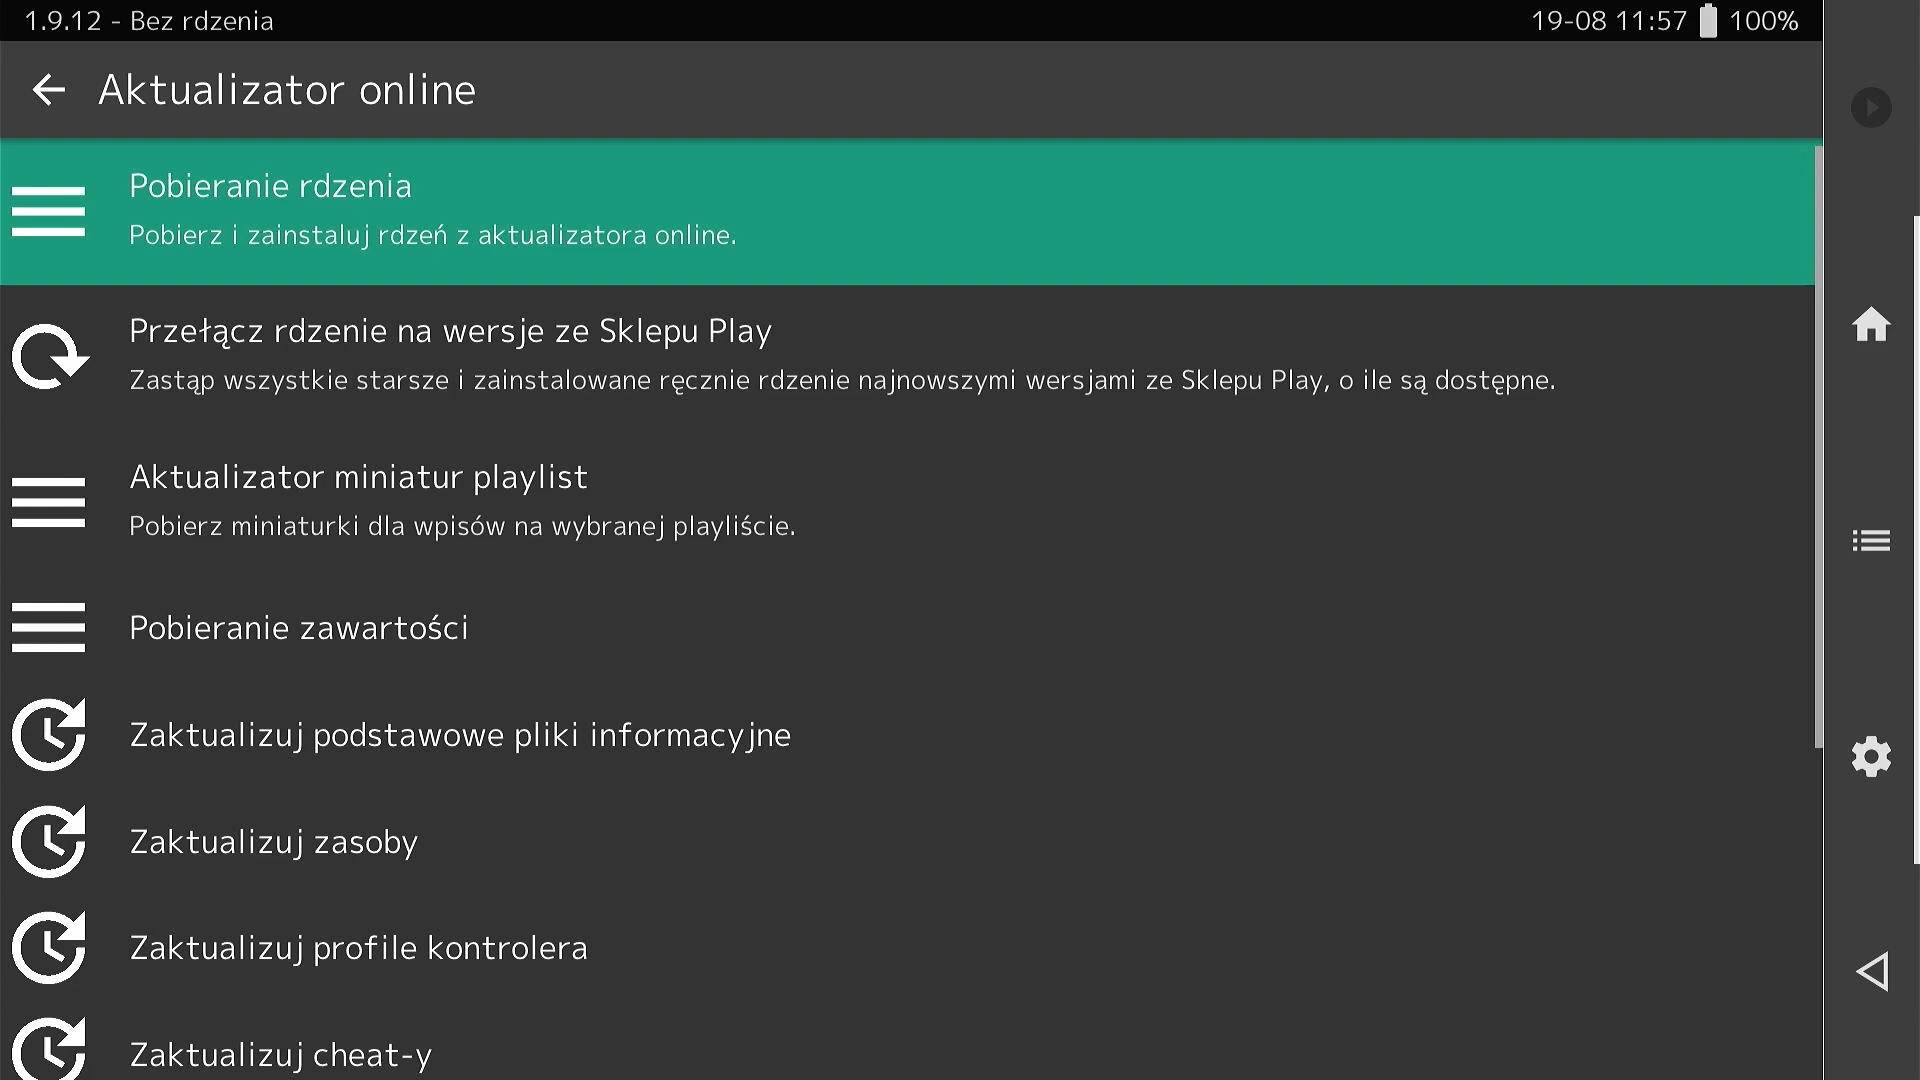 1.9.12 - Bez rdzenia
19-08 11:57 100%
Aktualizator online
Pobieranie rdzenia
Pobierz i zainstaluj rdzeń z aktualizatora online.
Przełącz rdzenie na wersje ze Sklepu Play
Zastąp wszystkie starsze i zainstalowane ręcznie rdzenie najnowszymi wersjami ze Sklepu Play, o ile są dostępne.
Aktualizator miniatur playlist
Pobierz miniaturki dla wpisów na wybranej playliście.
Pobieranie zawartości
Zaktualizuj podstawowe pliki informacyjne
Zaktualizuj zasoby
Zaktualizuj profile kontrolera
Zaktualizuj cheat-y